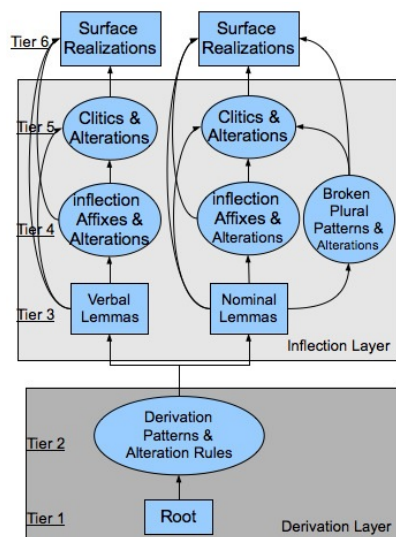 Tier 6
Surface
Realizations
Surface
Realizations
Tier 5
Clitics &
Alterations
Clitics &
Alterations
Tier 4
inflection
Affixes &
Alterations
inflection
Affixes &
Alterations
Broken
Plural
Patterns &
Alterations
Tier 3
Verbal
Lemmas
Nominal
Lemmas
Inflection Layer
Tier 2
Derivation
Patterns &
Alteration Rules
Tier 1
Root
Derivation Layer